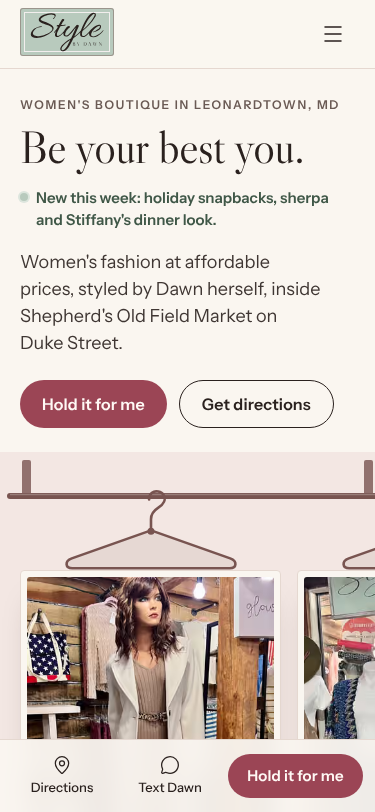 Style
BY DAWN
WOMEN'S BOUTIQUE IN LEONARDTOWN, MD
Be your best you.
New this week: holiday snapbacks, sherpa
and Stiffany's dinner look.
Women's fashion at affordable
prices, styled by Dawn herself, inside
Shepherd's Old Field Market on
Duke Street.
Hold it for me
Get directions
Directions
Text Dawn
Hold it for me